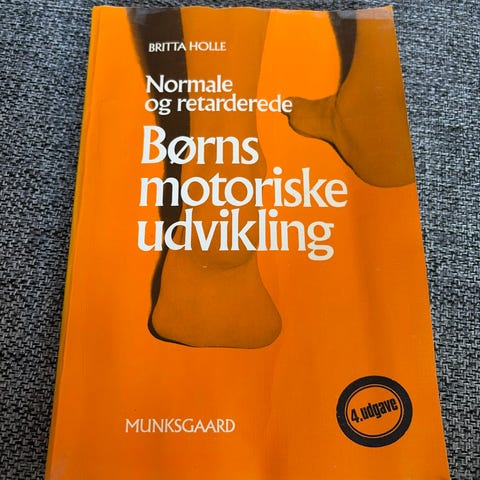 BRITTA HOLLE
Normale
og retarderede
Børns
motoriske
udvikling
4. udgave
MUNKSGAARD